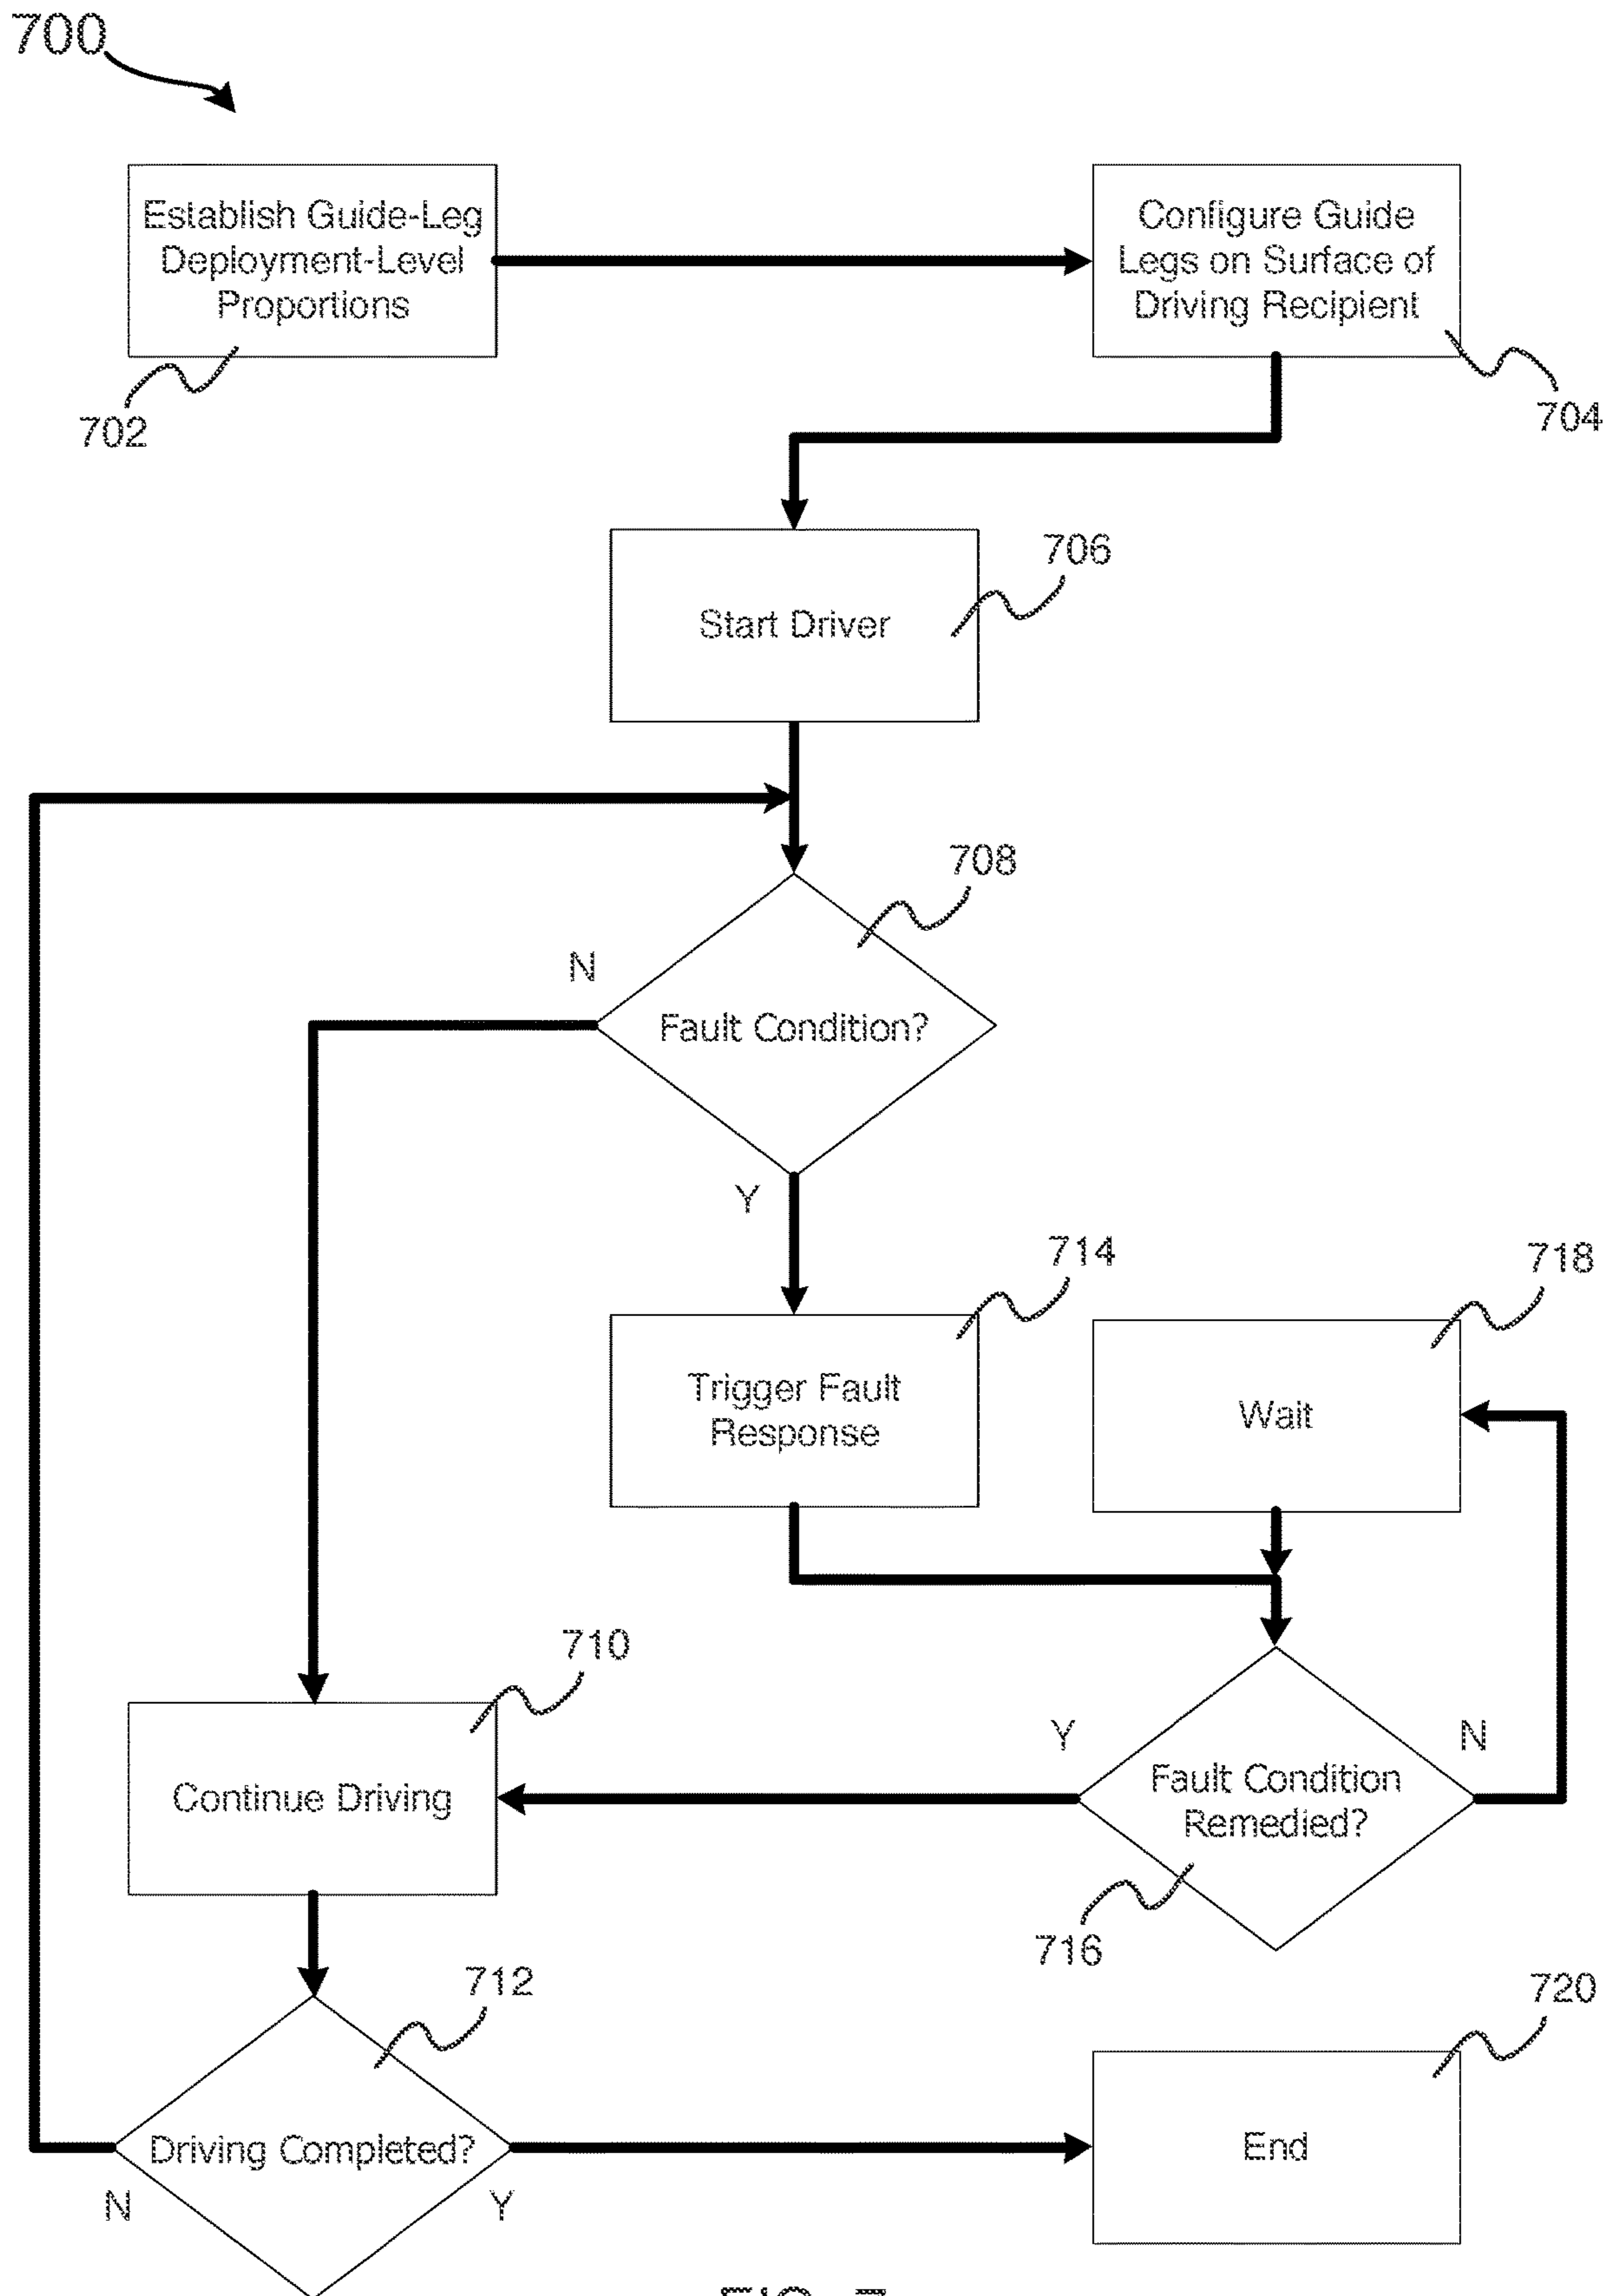 700
Establish Guide-Leg
Deployment-Level
Proportions
702
Configure Guide
Legs on Surface of
Driving Recipient
704
706
Start Driver
708
N
Fault Condition?
Y
714
718
Trigger Fault
Response
Wait
710
Y
N
Continue Driving
Fault Condition
Remedied?
716
712
720
Driving Completed?
End
N
Y